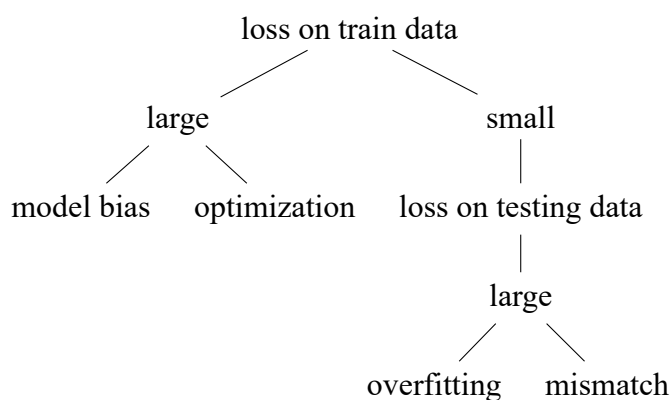 loss on train data
large
small
model bias
optimization
loss on testing data
large
overfitting
mismatch